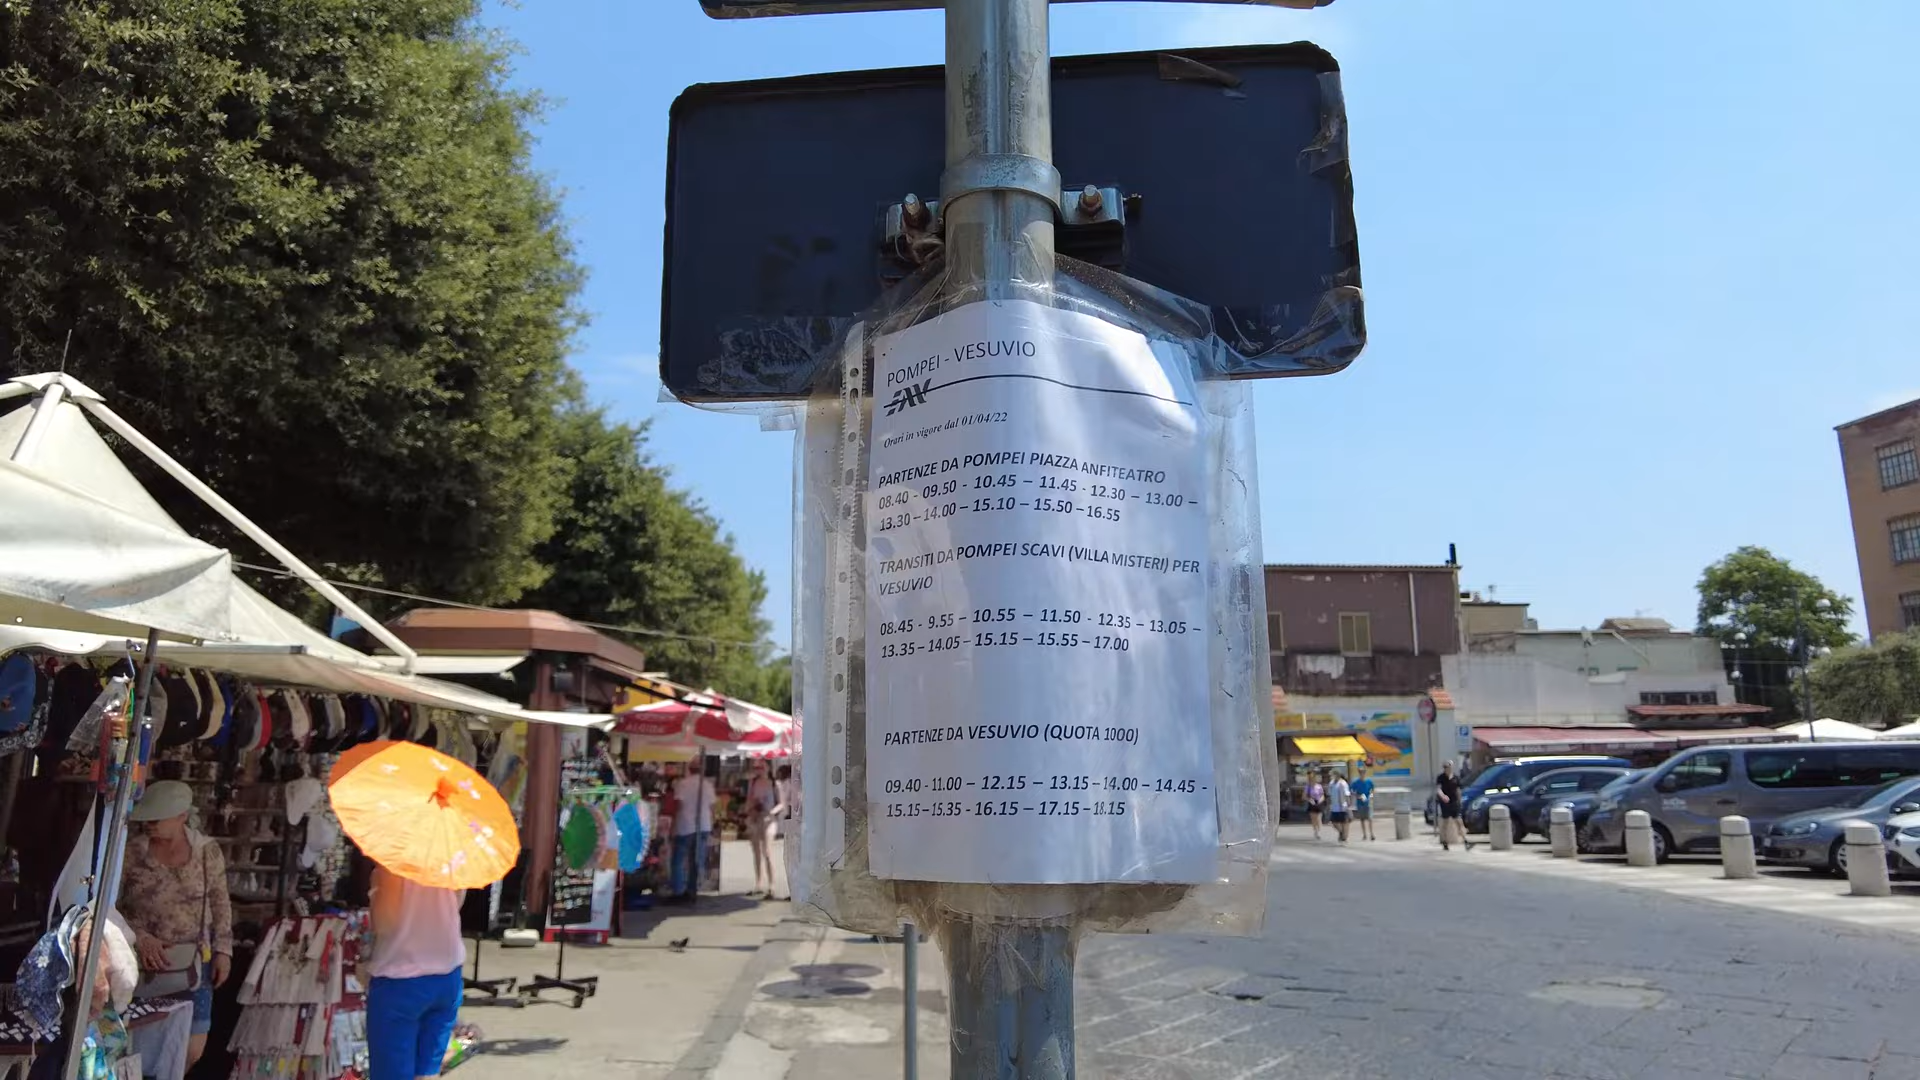 POMPEI - VESUVIO
EAV
Orari in vigore dal 01/04/22
PARTENZE DA POMPEI PIAZZA ANFITEATRO
08.40 - 09.50 - 10.45 – 11.45 - 12.30 – 13.00 –
13.30 – 14.00 – 15.10 – 15.50 – 16.55
TRANSITI DA POMPEI SCAVI (VILLA MISTERI) PER
VESUVIO
08.45 - 9.55 – 10.55 – 11.50 - 12.35 – 13.05 –
13.35 – 14.05 – 15.15 – 15.55 – 17.00
PARTENZE DA VESUVIO (QUOTA 1000)
09.40 - 11.00 – 12.15 – 13.15 – 14.00 – 14.45 -
15.15 – 15.35 - 16.15 – 17.15 – 18.15